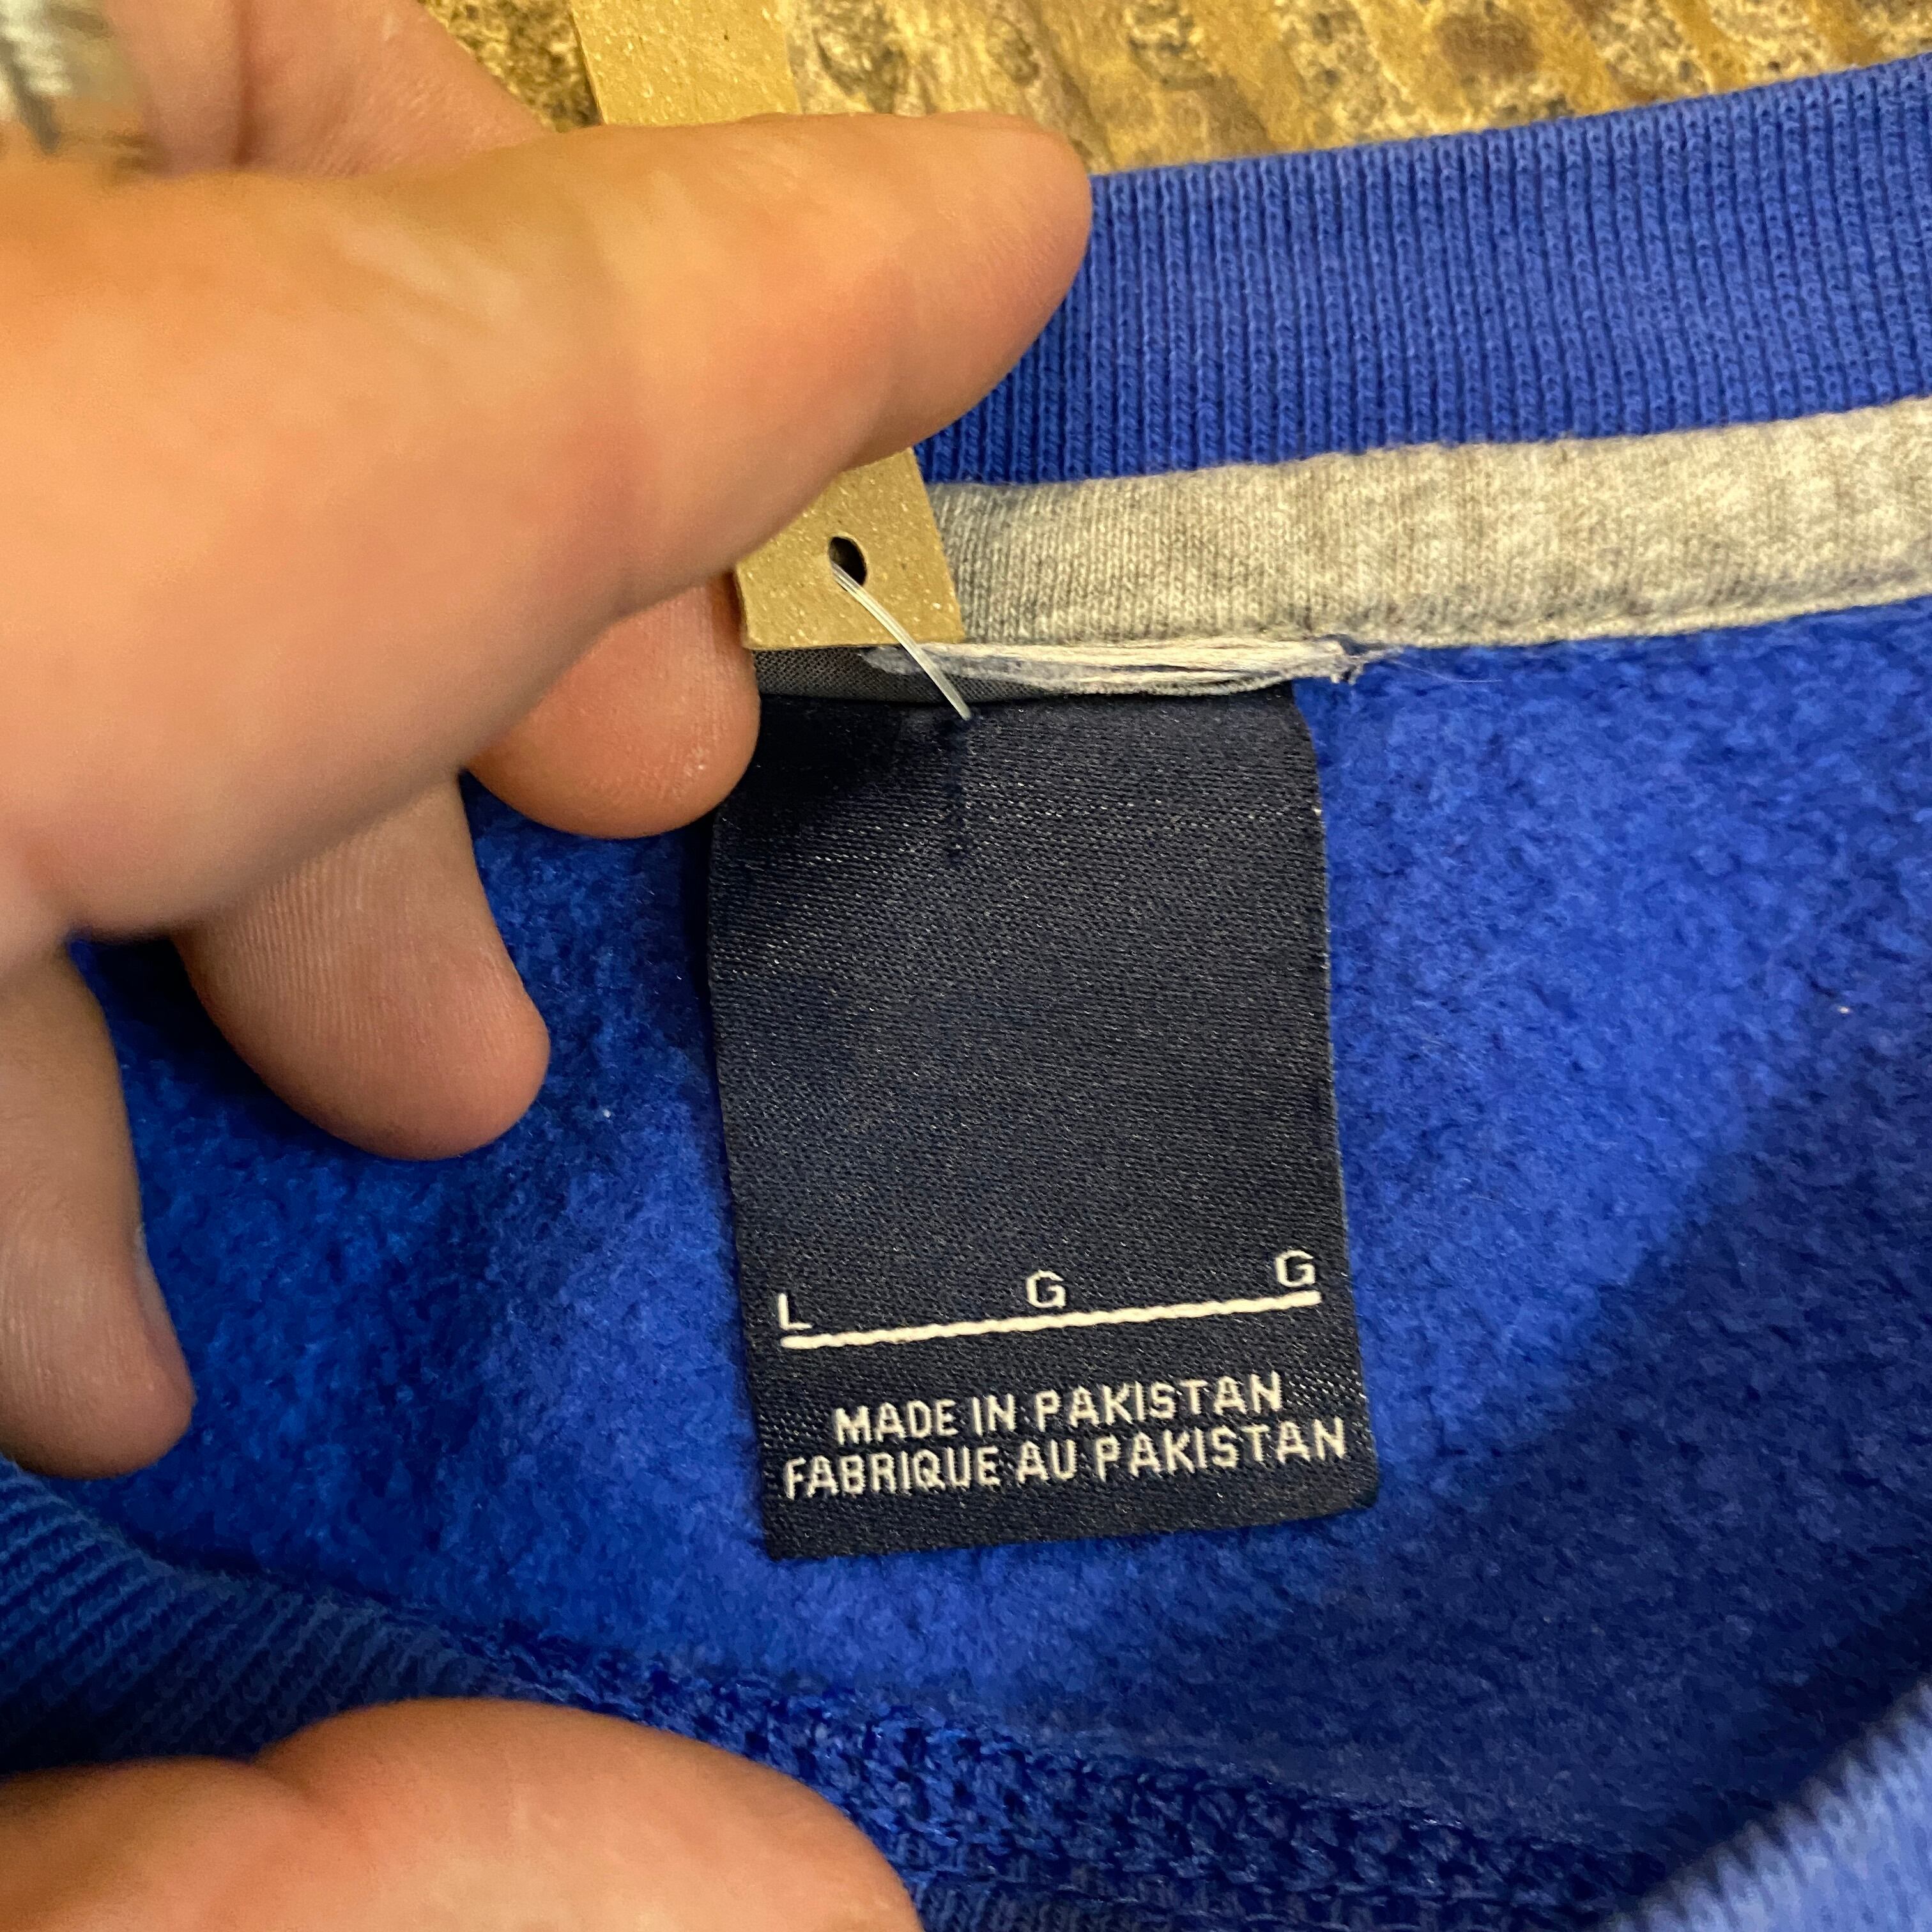 L G G
MADE IN PAKISTAN
FABRIQUE AU PAKISTAN